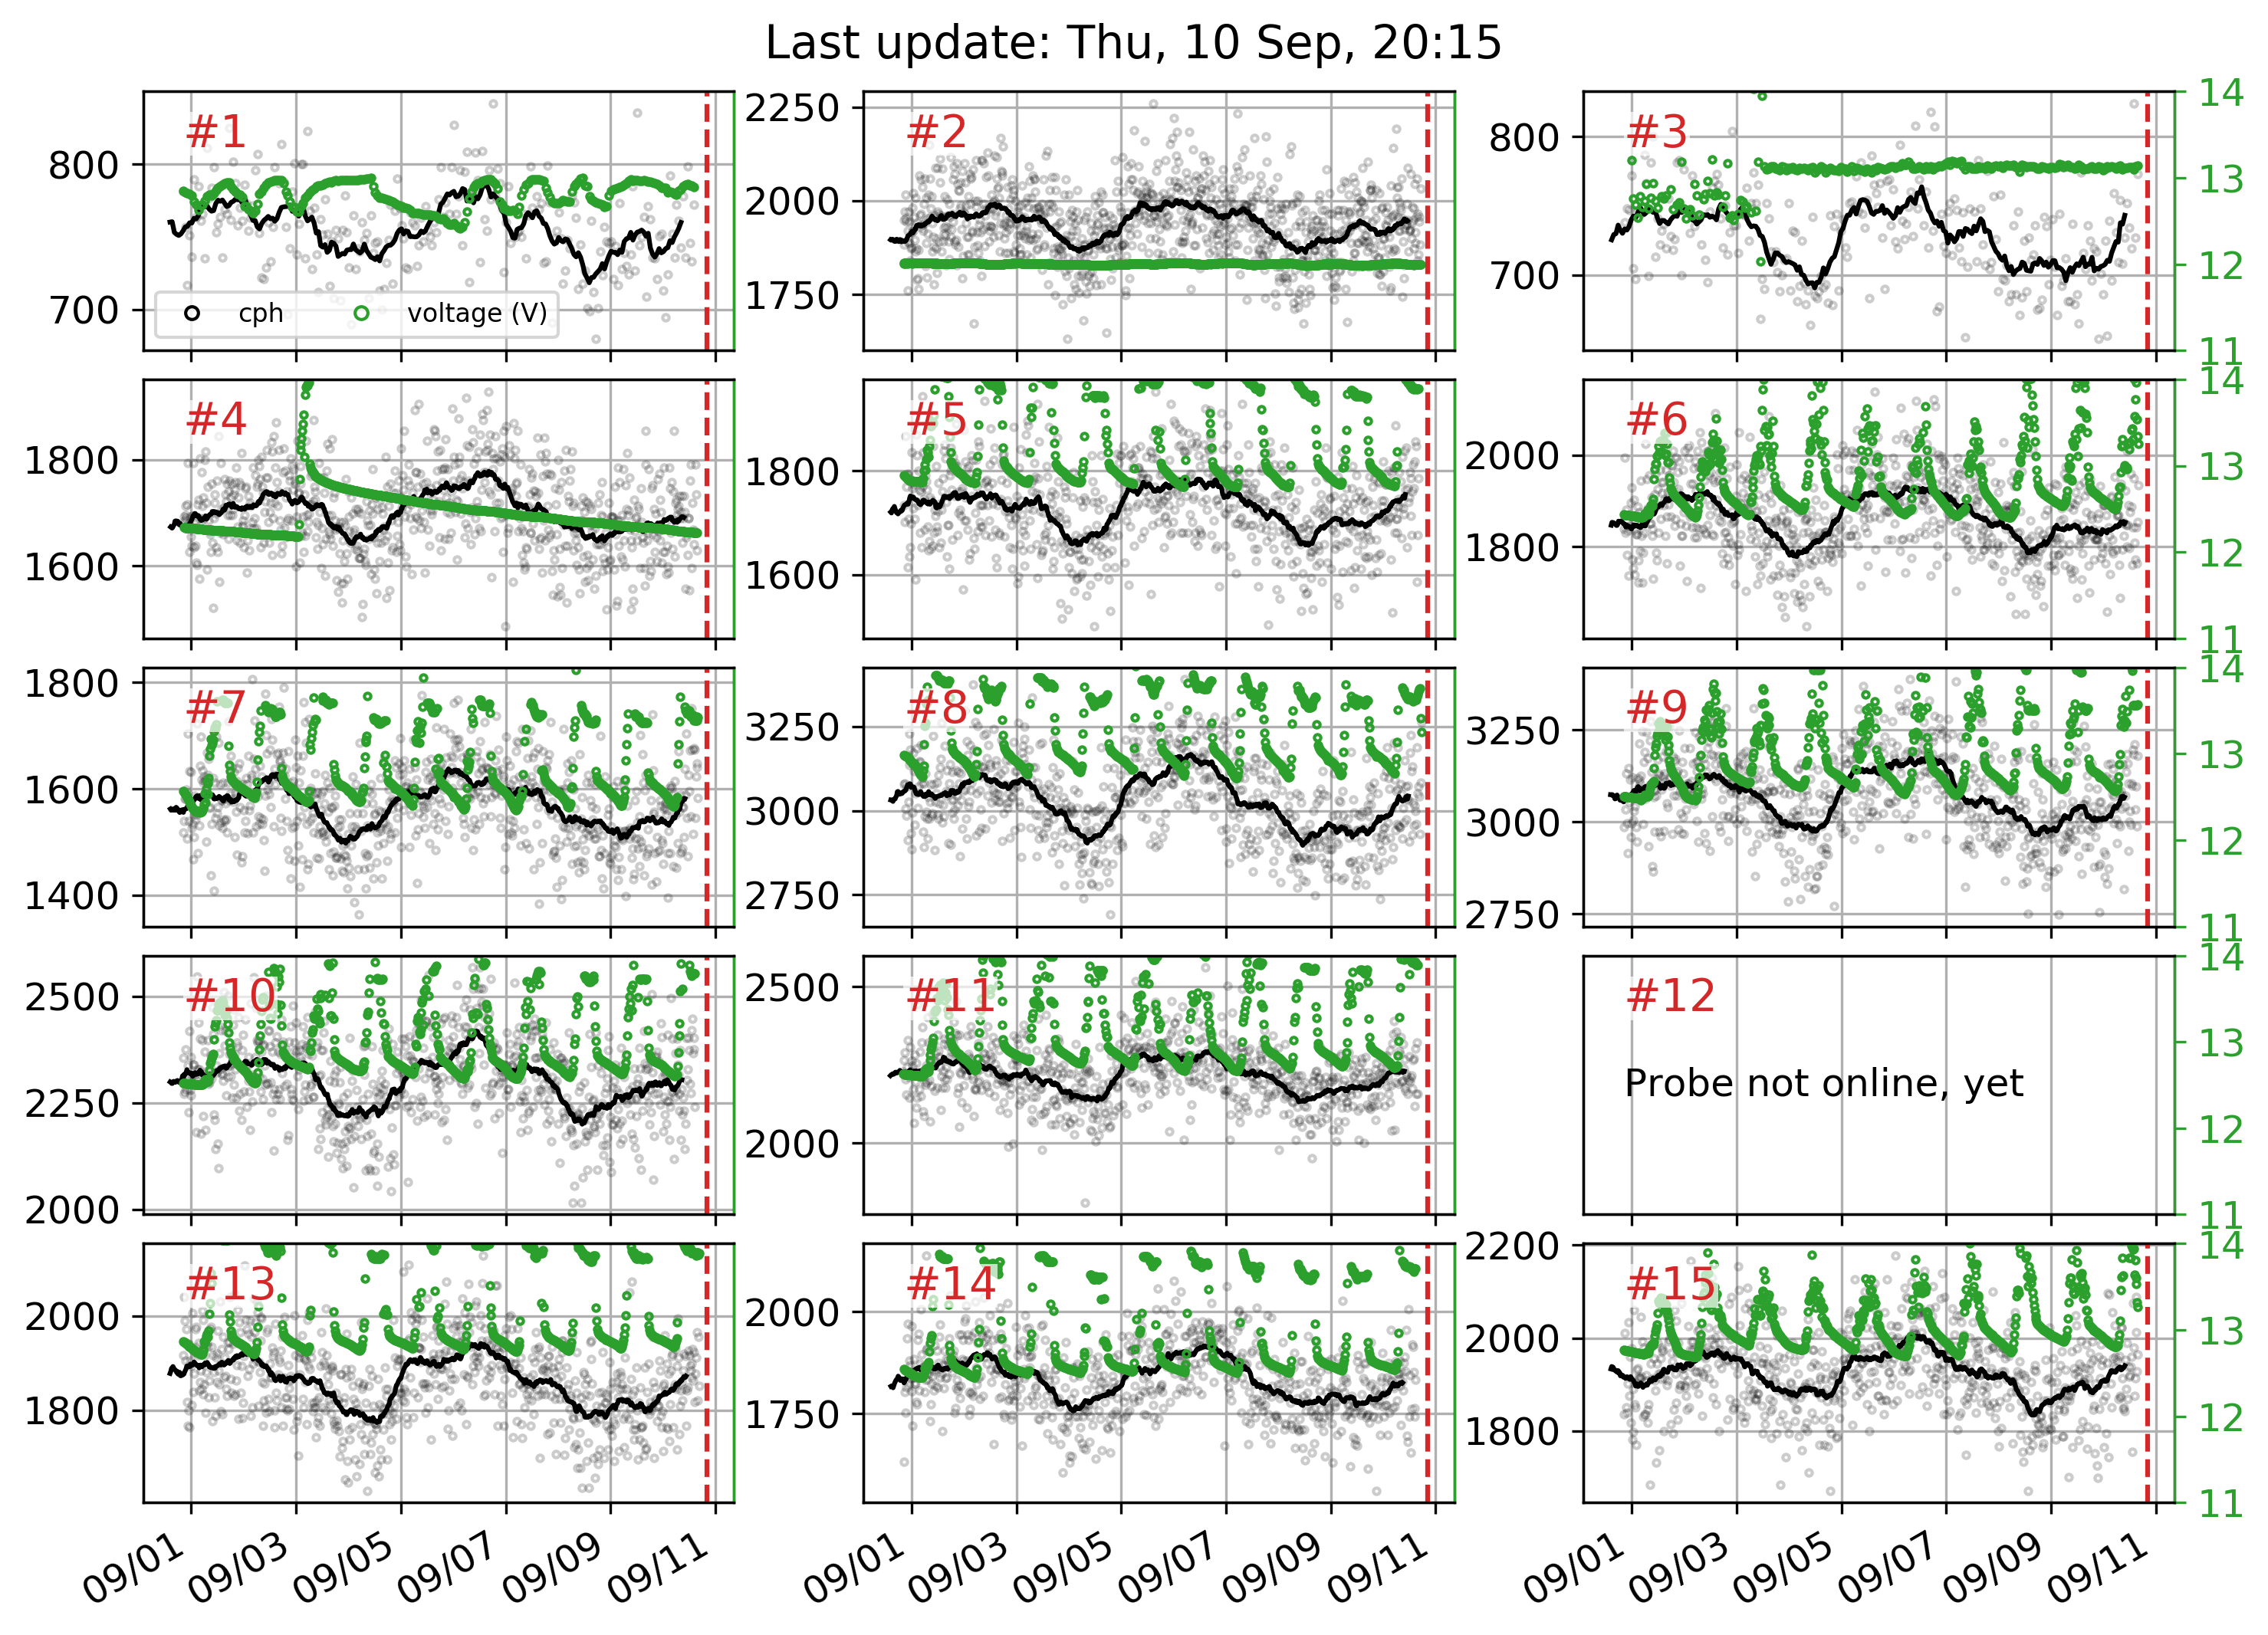 Last update: Thu, 10 Sep, 20:15
#1 800 700 cph voltage (V)
#2 2250 2000 1750
#3 800 700 14 13 12 11
#4 1800 1600
#5 1800 1600
#6 2000 1800 14 13 12 11
#7 1800 1600 1400
#8 3250 3000 2750
#9 3250 3000 2750 14 13 12 11
#10 2500 2250 2000
#11 2500 2000
#12 Probe not online, yet 14 13 12 11
#13 2000 1800
#14 2000 1750
#15 2200 2000 1800 14 13 12 11
09/01 09/03 09/05 09/07 09/09 09/11
09/01 09/03 09/05 09/07 09/09 09/11
09/01 09/03 09/05 09/07 09/09 09/11